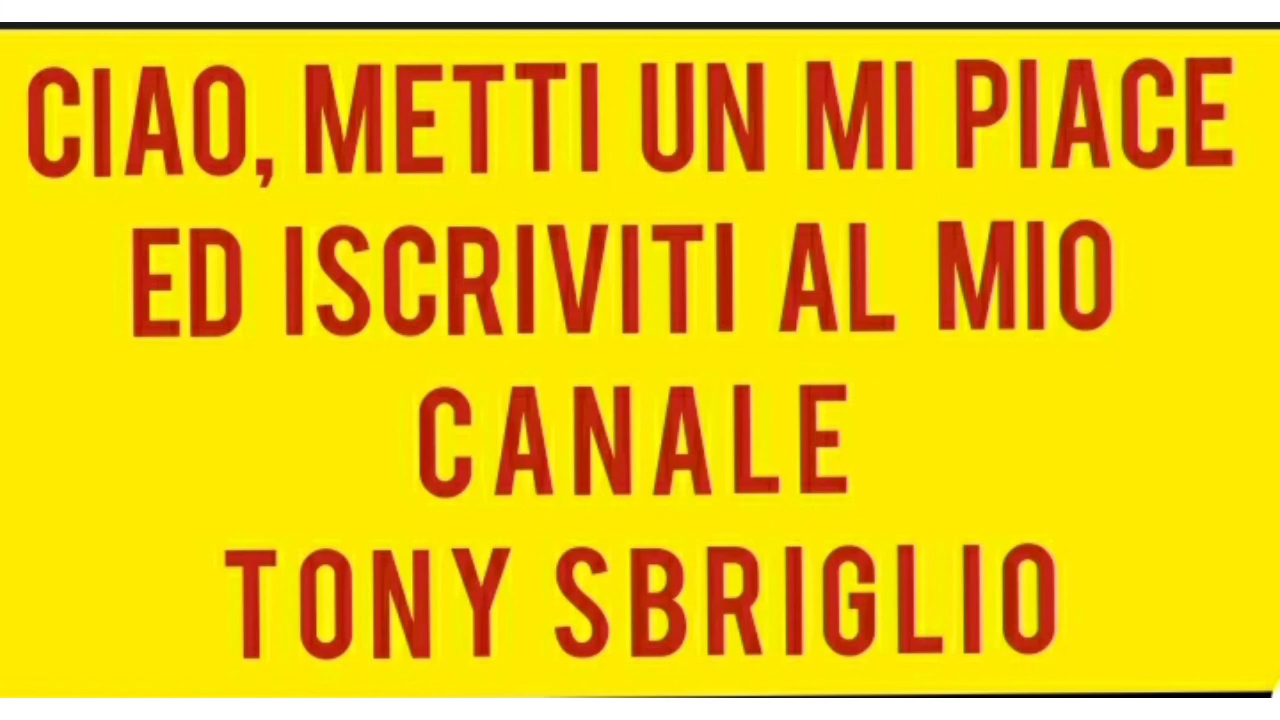 CIAO, METTI UN MI PIACE
ED ISCRIVITI AL MIO
CANALE
TONY SBRIGLIO